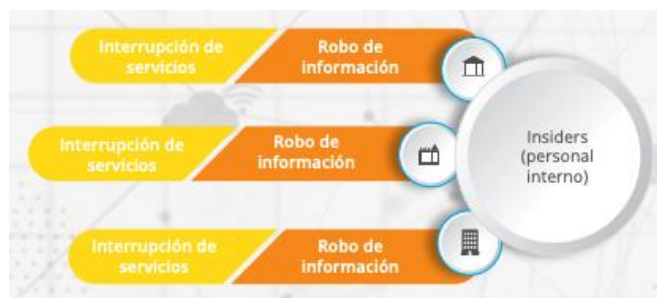 Interrupción de
servicios
Robo de
información
Interrupción de
servicios
Robo de
información
Insiders
(personal
interno)
Interrupción de
servicios
Robo de
información